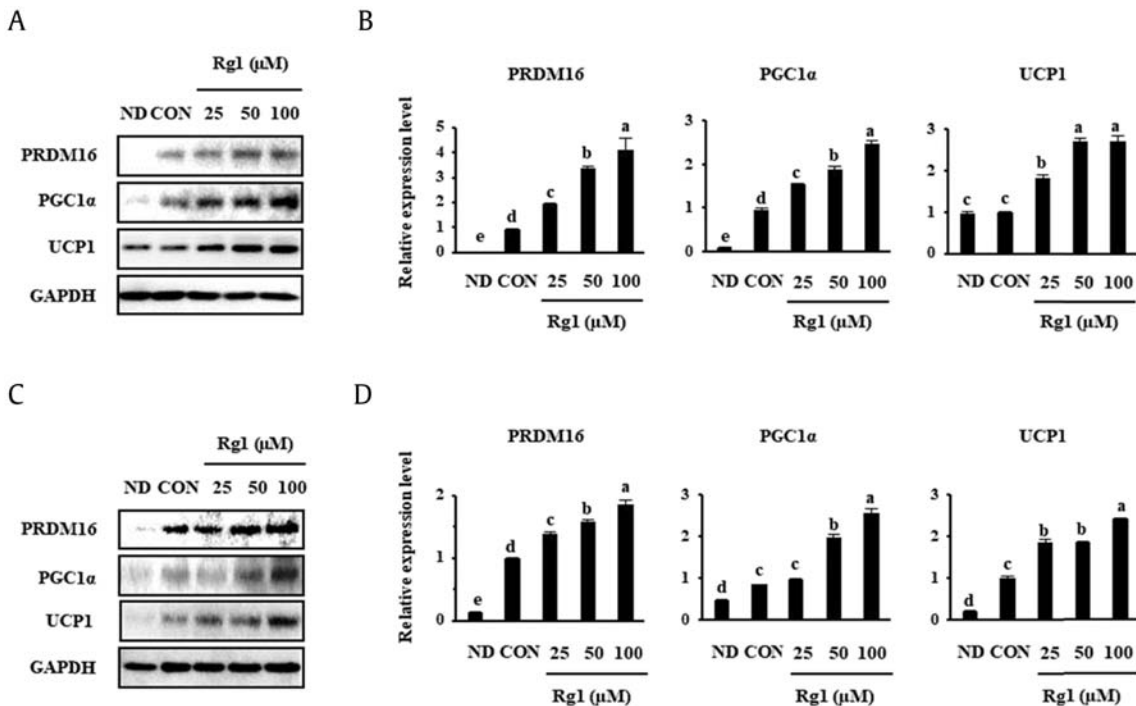 A
Rg1 (µM)
ND CON 25 50 100
PRDM16
PGC1α
UCP1
GAPDH
B
PRDM16
PGC1α
UCP1
Relative expression level
5
4
3
2
1
0
e d c b a
ND CON 25 50 100
Rg1 (µM)
3
2
1
0
e d c b a
ND CON 25 50 100
Rg1 (µM)
3
2
1
0
c c b a a
ND CON 25 50 100
Rg1 (µM)
C
Rg1 (µM)
ND CON 25 50 100
PRDM16
PGC1α
UCP1
GAPDH
D
PRDM16
PGC1α
UCP1
Relative expression level
2
1
0
e d c b a
ND CON 25 50 100
Rg1 (µM)
3
2
1
0
d c c b a
ND CON 25 50 100
Rg1 (µM)
3
2
1
0
d c b b a
ND CON 25 50 100
Rg1 (µM)